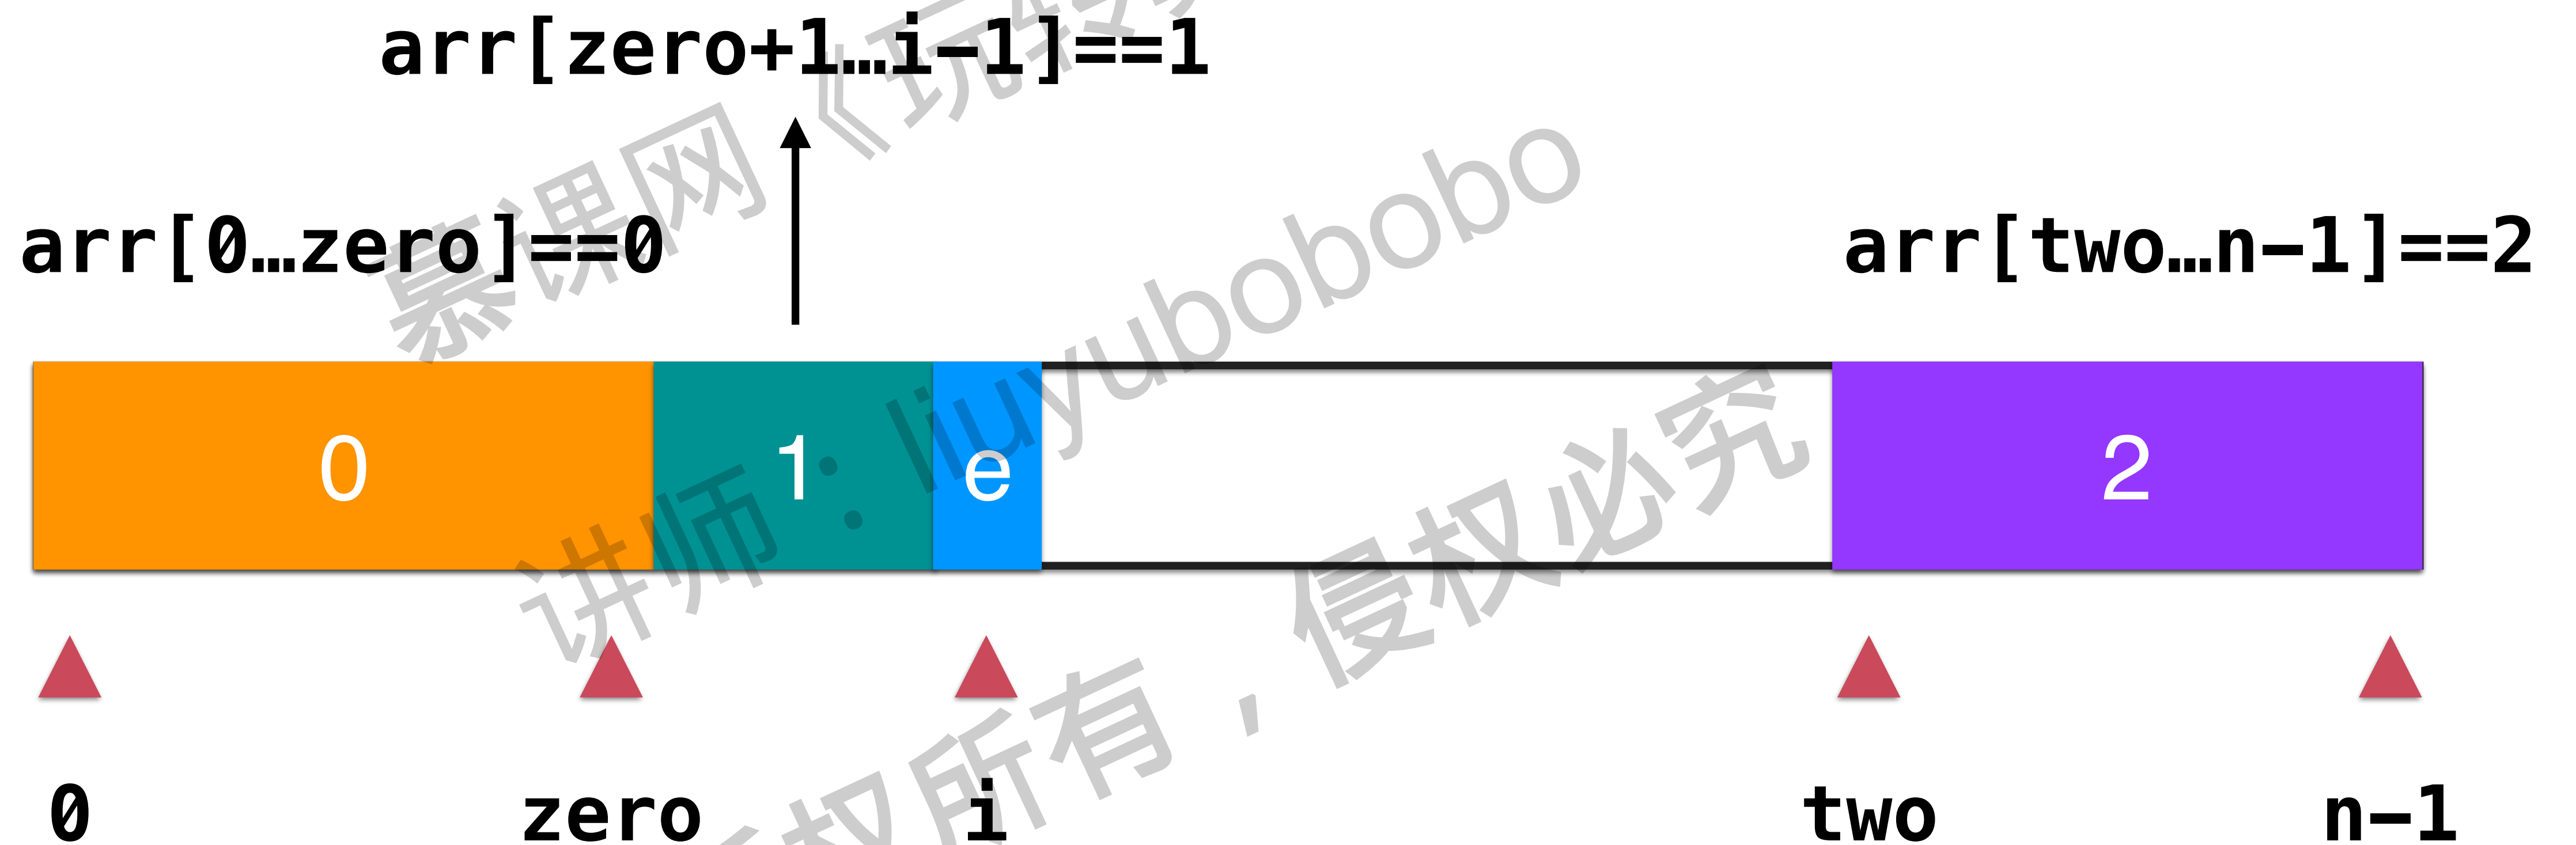 arr[zero+1…i-1]==1
arr[0…zero]==0
arr[two…n-1]==2
0
1
e
2
0
zero
i
two
n-1
慕课网《玩转
讲师：liuyubobobo
权所有，侵权必究